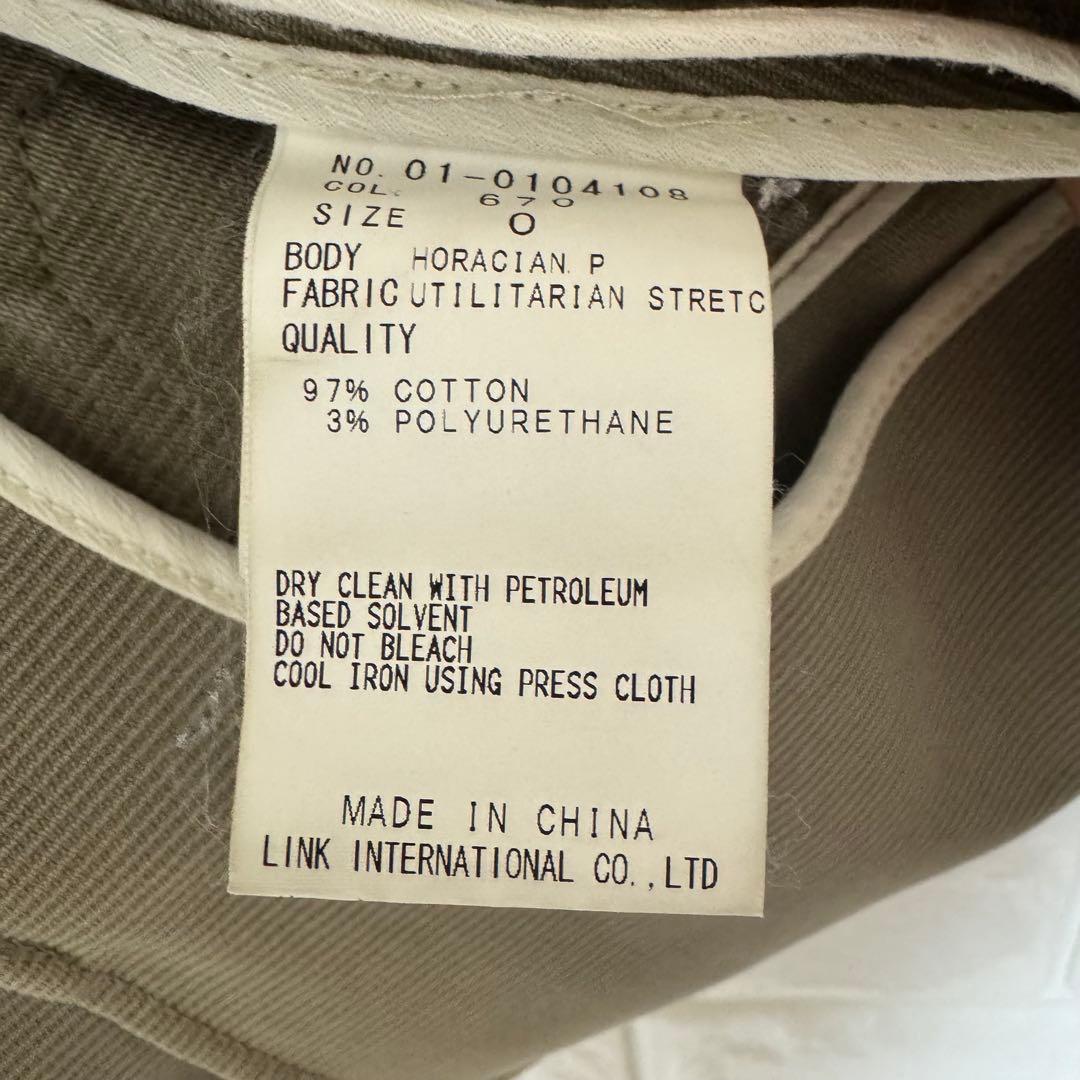 NO. 01-0104108
COL. 670
SIZE 0
BODY HORACIAN. P
FABRIC UTILITARIAN STRETC
QUALITY
97% COTTON
3% POLYURETHANE
DRY CLEAN WITH PETROLEUM
BASED SOLVENT
DO NOT BLEACH
COOL IRON USING PRESS CLOTH
MADE IN CHINA
LINK INTERNATIONAL CO.,LTD